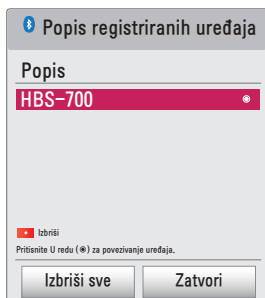 Popis registriranih uređaja
Popis
HBS-700
Izbriši
Pritisnite U redu (◉) za povezivanje uređaja.
Izbriši sve Zatvori